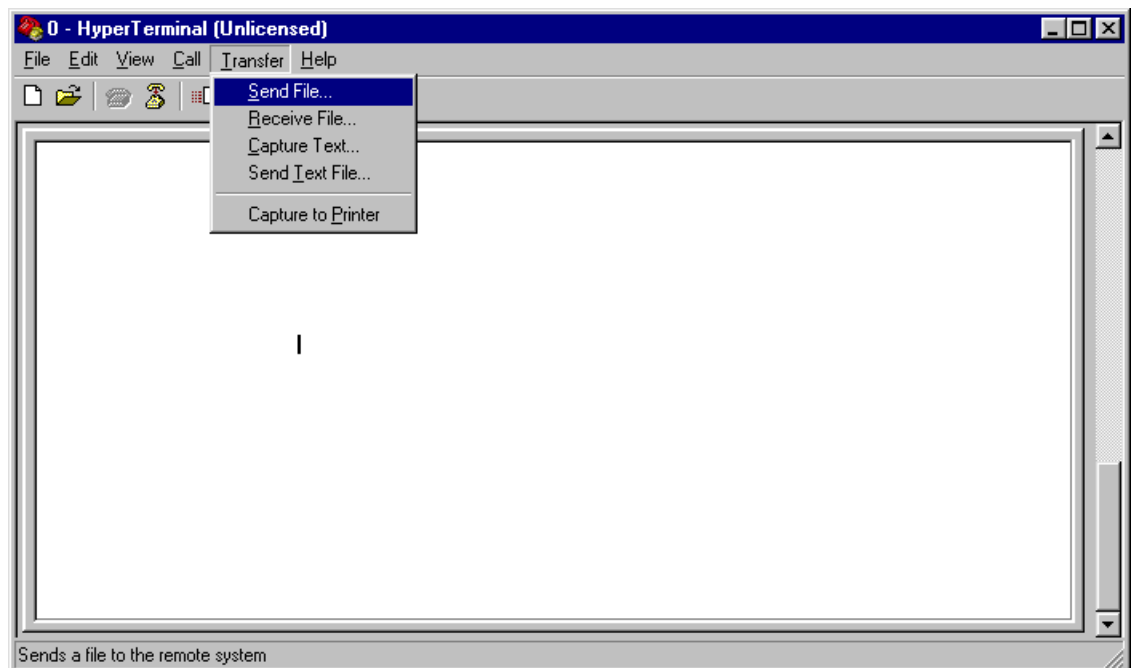 0 - HyperTerminal (Unlicensed)
File Edit View Call Transfer Help
Send File...
Receive File...
Capture Text...
Send Text File...
Capture to Printer
Sends a file to the remote system